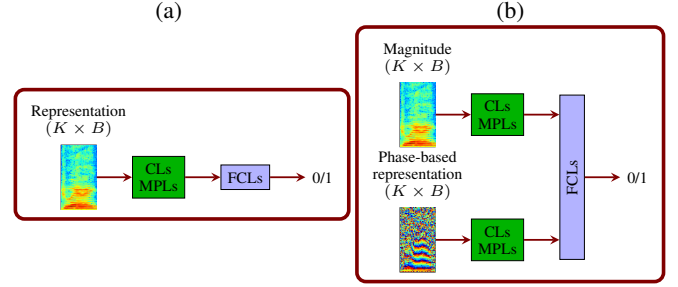 (a)
Representation
(K × B)
CLs
MPLs
FCLs
0/1
(b)
Magnitude
(K × B)
CLs
MPLs
Phase-based
representation
(K × B)
CLs
MPLs
FCLs
0/1